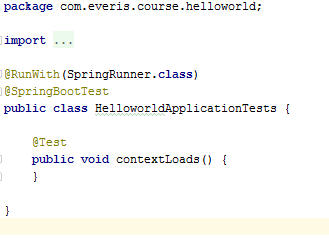 package com.everis.course.helloworld;
import ...
@RunWith(SpringRunner.class)
@SpringBootTest
public class HelloworldApplicationTests {
@Test
public void contextLoads() {
}
}